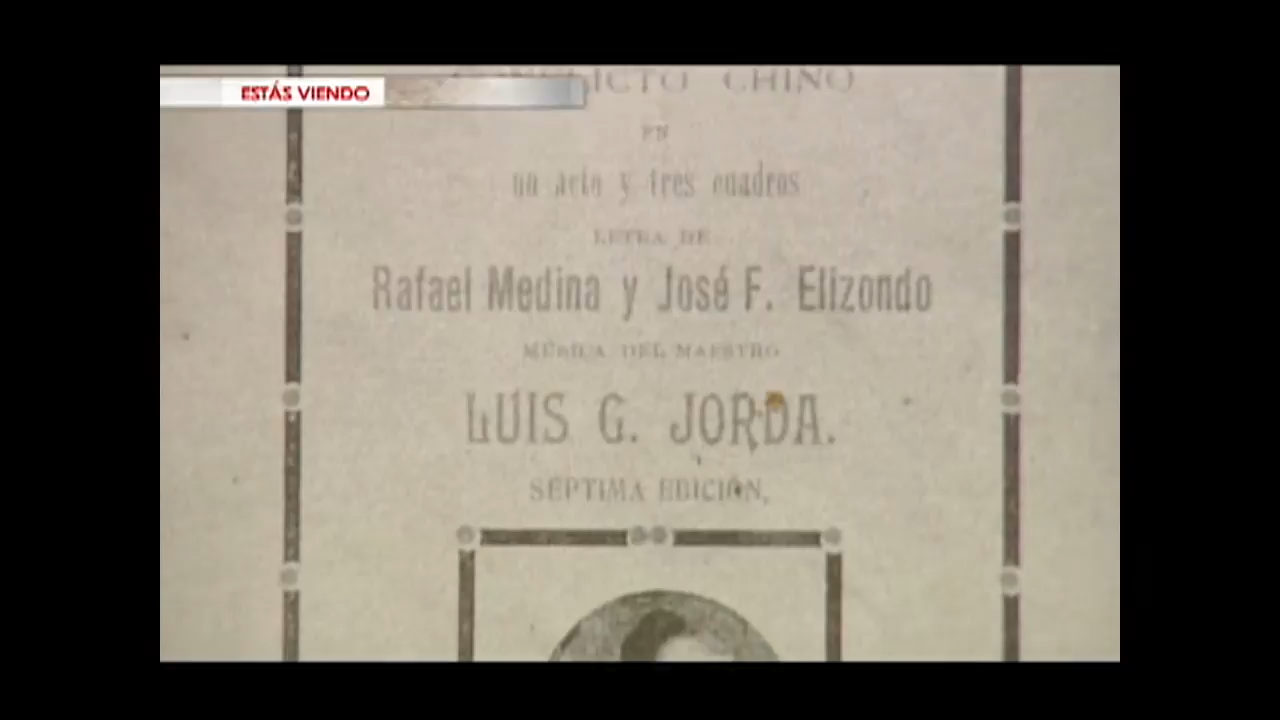 ESTÁS VIENDO
CONFLICTO CHINO
EN
un acto y tres cuadros
LETRA DE
Rafael Medina y José F. Elizondo
MÚSICA DEL MAESTRO
LUIS G. JORDA.
SÉPTIMA EDICIÓN,